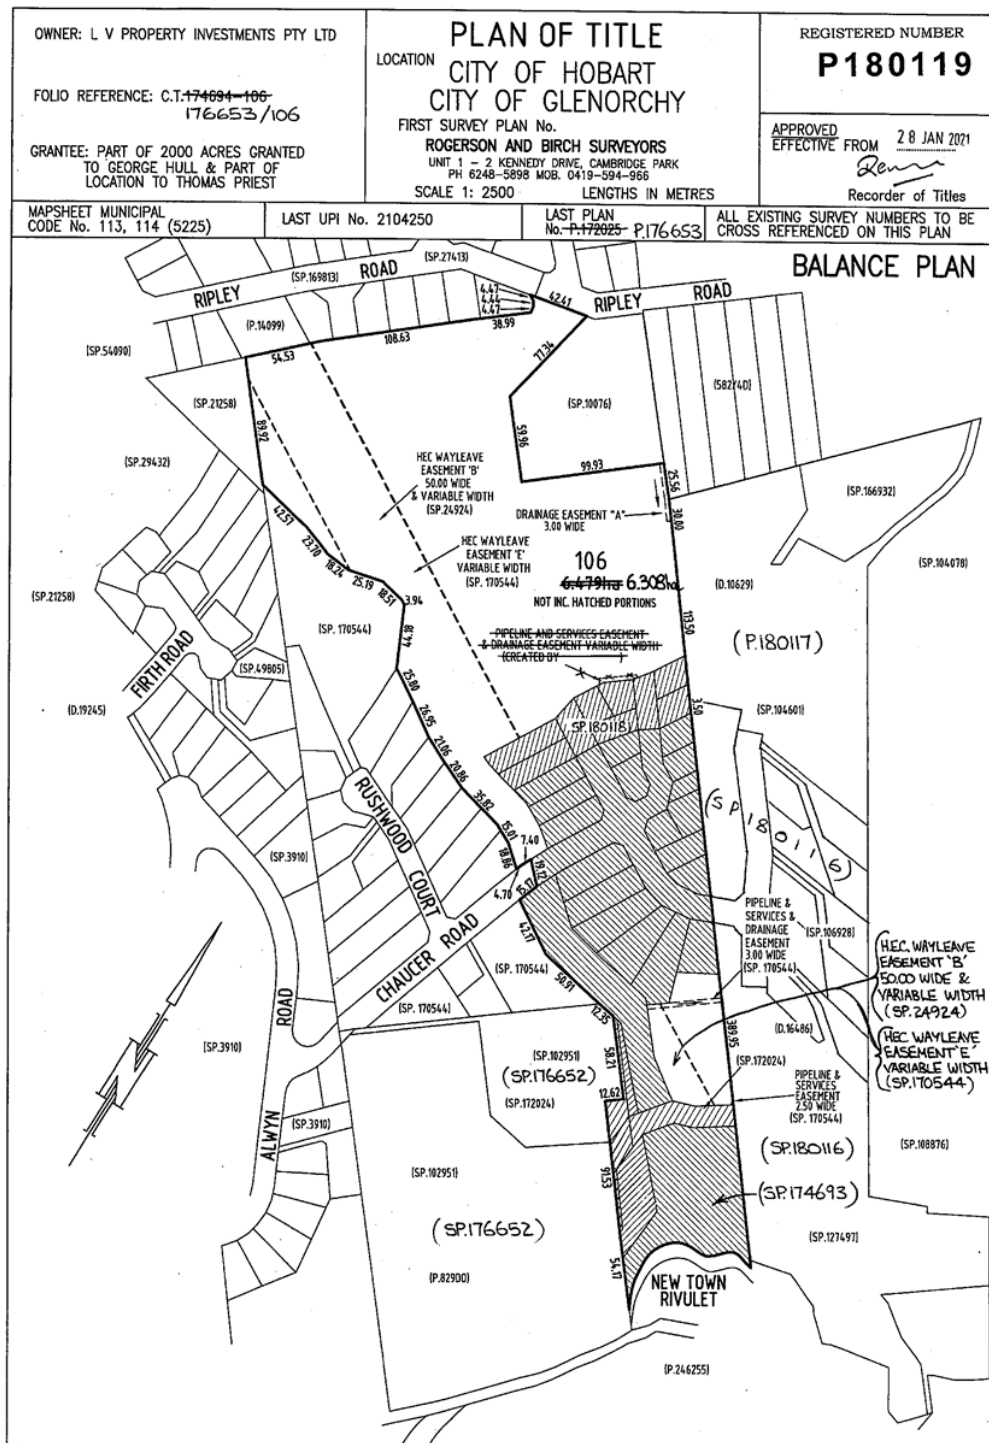 OWNER: L V PROPERTY INVESTMENTS PTY LTD
FOLIO REFERENCE: C.T. 174694-106
176653/106
GRANTEE: PART OF 2000 ACRES GRANTED
TO GEORGE HULL & PART OF
LOCATION TO THOMAS PRIEST
PLAN OF TITLE
LOCATION
CITY OF HOBART
CITY OF GLENORCHY
FIRST SURVEY PLAN No.
ROGERSON AND BIRCH SURVEYORS
UNIT 1 - 2 KENNEDY DRIVE, CAMBRIDGE PARK
PH 6248-5898 MOB. 0419-594-966
SCALE 1: 2500 LENGTHS IN METRES
REGISTERED NUMBER
P180119
APPROVED
EFFECTIVE FROM 28 JAN 2021
Recorder of Titles
MAPSHEET MUNICIPAL
CODE No. 113, 114 (5225)
LAST UPI No. 2104250
LAST PLAN
No. P.172025 P.176653
ALL EXISTING SURVEY NUMBERS TO BE
CROSS REFERENCED ON THIS PLAN
BALANCE PLAN
(SP.27413)
(SP.169813)
RIPLEY ROAD
RIPLEY ROAD
4.47
4.44
4.47
42.41
38.99
(P.14099)
108.63
54.53
(SP.54090)
77.34
(SP.21258)
(SP.10076)
(582/4D)
89.92
59.96
99.93
(SP.29432)
HEC WAYLEAVE
EASEMENT 'B'
50.00 WIDE
& VARIABLE WIDTH
(SP.24924)
25.56
30.00
(SP.166932)
DRAINAGE EASEMENT "A"
3.00 WIDE
42.57
23.70
18.24
25.19
18.51
3.94
HEC WAYLEAVE
EASEMENT 'E'
VARIABLE WIDTH
(SP. 170544)
106
6.479ha 6.308ha
NOT INC. HATCHED PORTIONS
(SP.104078)
(D.10629)
(SP.21258)
113.50
(SP. 170544)
44.18
PIPELINE AND SERVICES EASEMENT
& DRAINAGE EASEMENT VARIABLE WIDTH
(CREATED BY )
(P.180117)
FIRTH ROAD
(SP.49805)
25.80
(D.19245)
26.95
3.50
(SP.104601)
SP.180118
21.06
20.86
RUSHWOOD COURT
35.82
15.01
7.40
(SP180116)
18.86
19.12
(SP.3910)
4.70
15.17
42.17
CHAUCER ROAD
PIPELINE &
SERVICES &
DRAINAGE
EASEMENT
3.00 WIDE
(SP. 170544)
(SP.106928)
(SP. 170544)
50.91
H.E.C. WAYLEAVE
EASEMENT 'B'
50.00 WIDE &
VARIABLE WIDTH
(SP.24924)
(SP. 170544)
12.35
389.95
(D.16486)
HEC WAYLEAVE
EASEMENT 'E'
VARIABLE WIDTH
(SP.170544)
ALWYN ROAD
(SP.3910)
(SP.102951)
58.21
(SP.172024)
(SP.176652)
PIPELINE &
SERVICES
EASEMENT
2.50 WIDE
(SP. 170544)
12.62
(SP.172024)
(SP.3910)
(SP.180116)
(SP.108876)
(SP.102951)
91.53
(SP.174693)
(SP.176652)
(SP.127497)
54.17
(P.82900)
NEW TOWN
RIVULET
(P.246255)